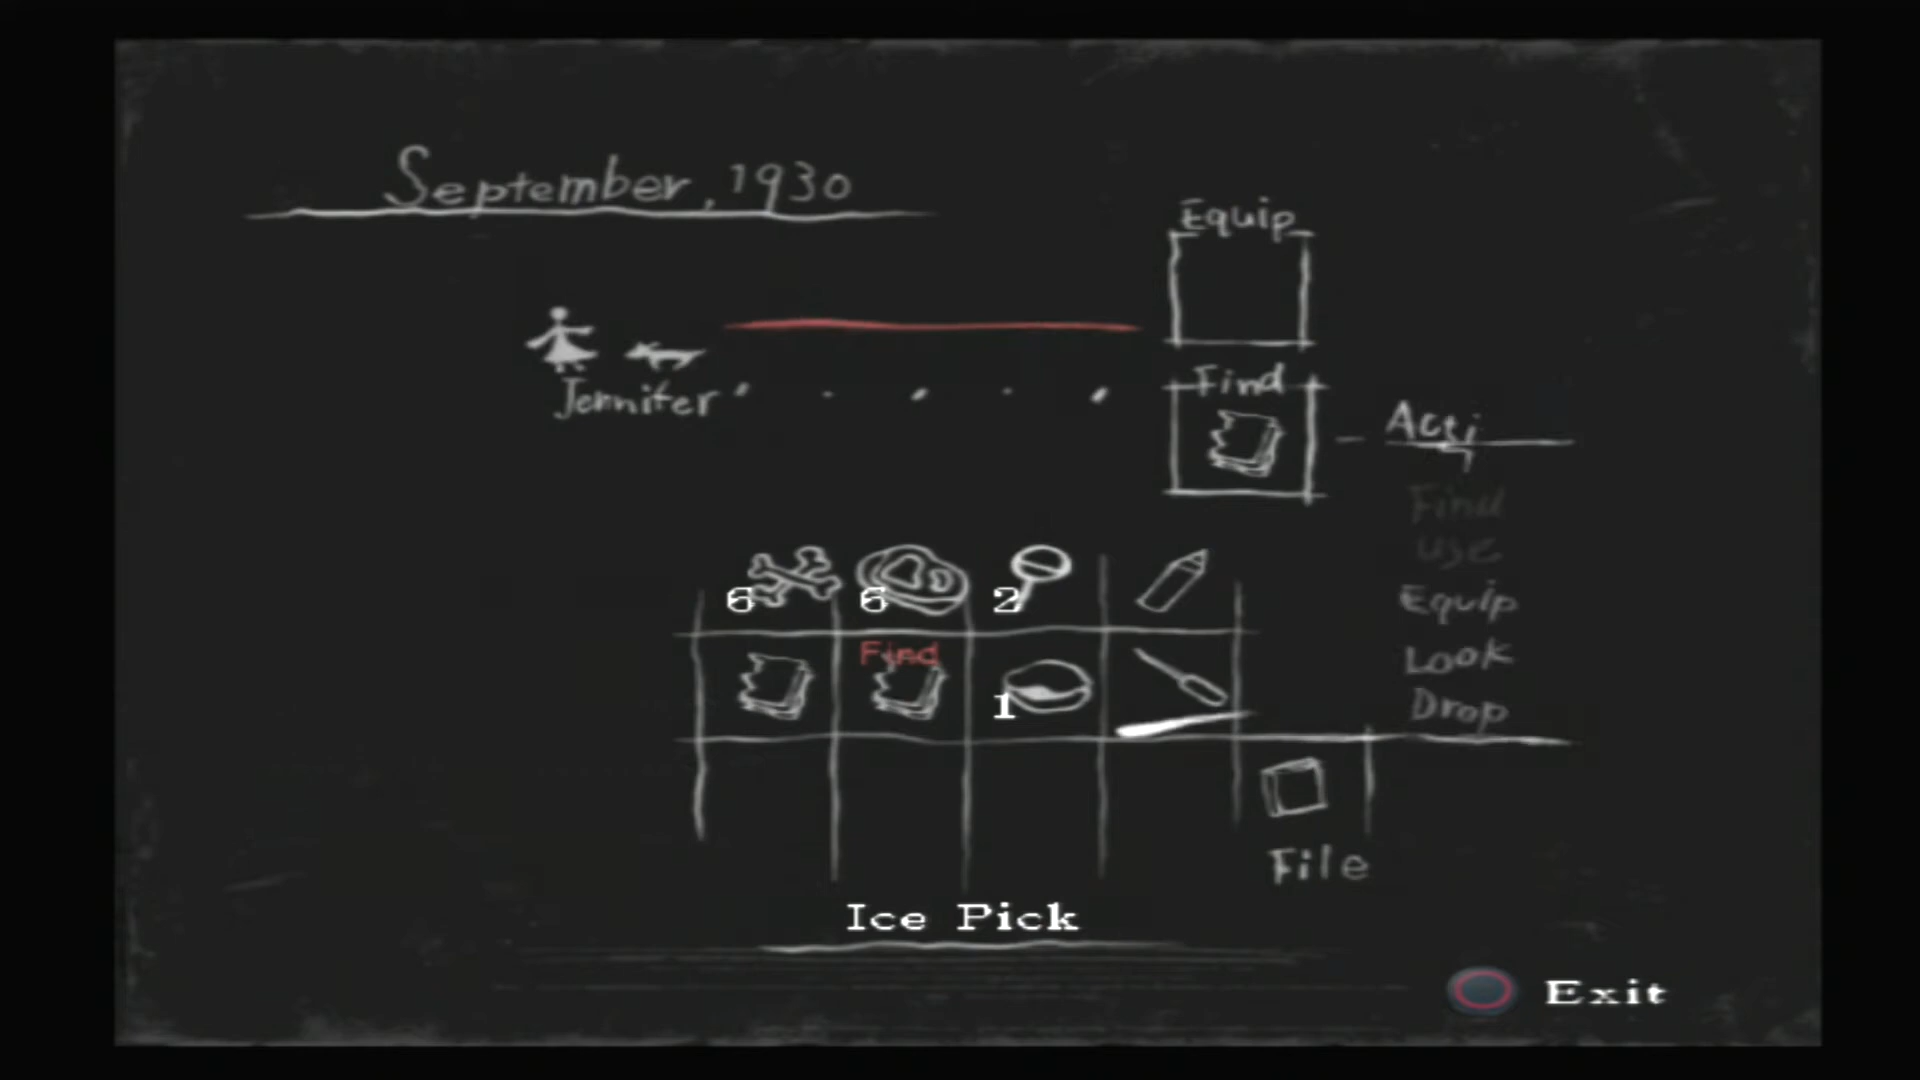 September, 1930
Equip
Jennifer
Find
Acti
Find
Use
Equip
Look
Drop
6 6 2
Find
1
File
Ice Pick
Exit